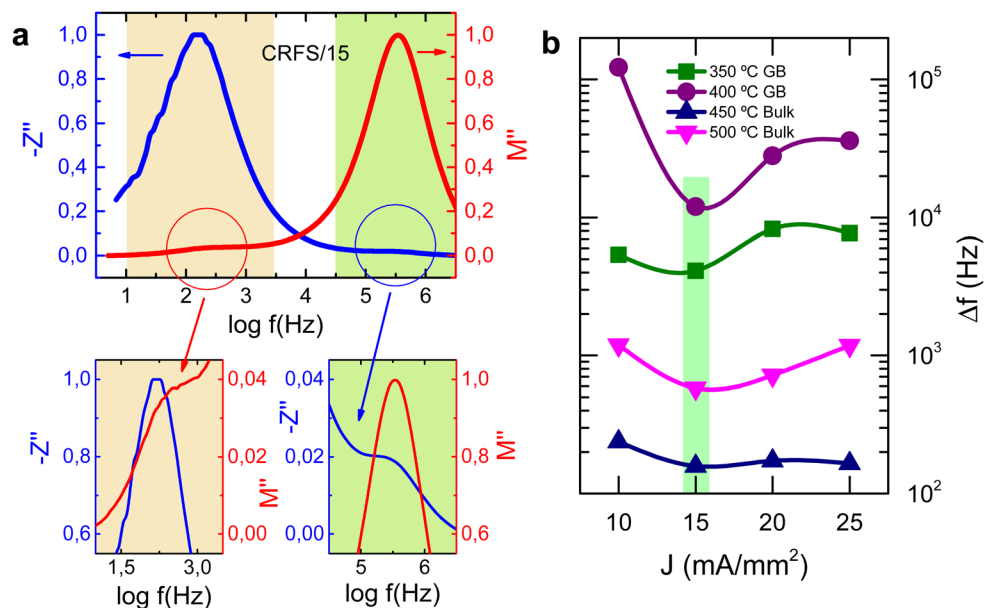 a
1,0
0,8
0,6
0,4
0,2
0,0
-Z"
CRFS/15
1,0
0,8
0,6
0,4
0,2
0,0
M"
1 2 3 4 5 6
log f(Hz)
1,0
0,8
0,6
-Z"
0,04
0,02
0,00
M"
1,5 3,0
log f(Hz)
0,04
0,02
0,00
-Z"
1,0
0,8
0,6
M"
5 6
log f(Hz)
b
350 ºC GB
400 ºC GB
450 ºC Bulk
500 ºC Bulk
10⁵
10⁴
10³
10²
Δf (Hz)
10 15 20 25
J (mA/mm²)